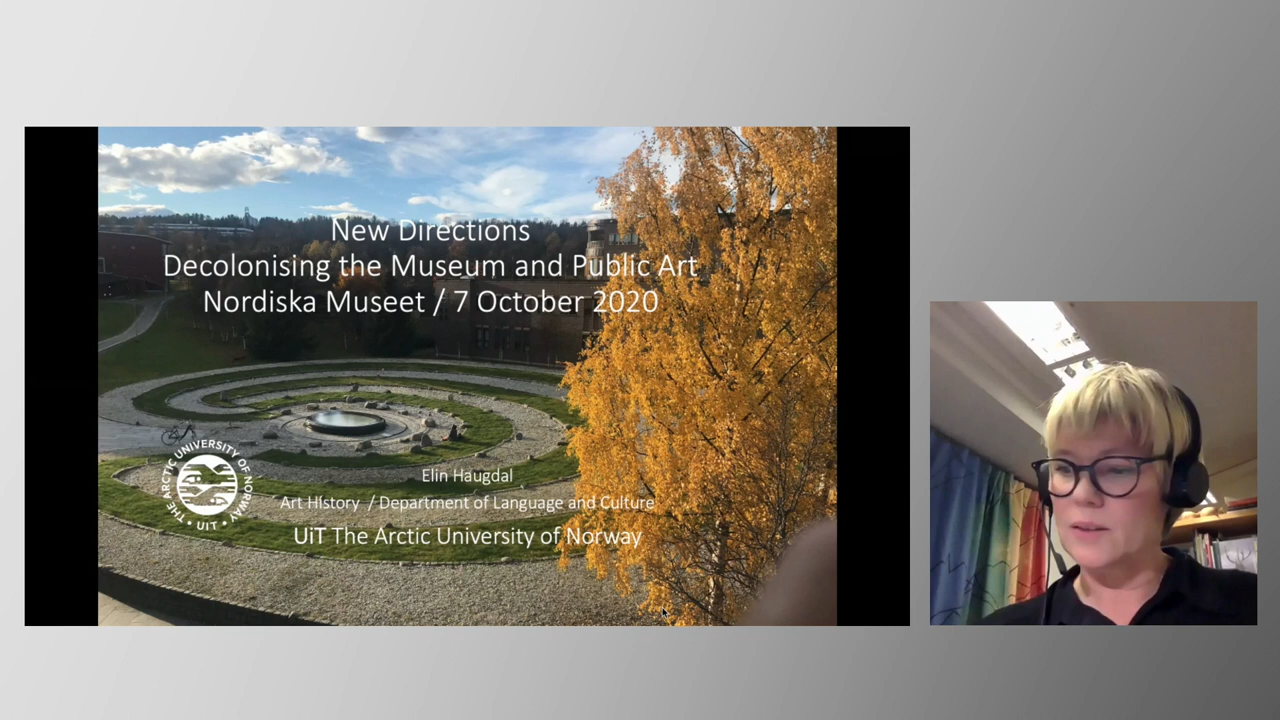 New Directions
Decolonising the Museum and Public Art
Nordiska Museet / 7 October 2020
THE ARCTIC UNIVERSITY OF NORWAY
• UIT •
Elin Haugdal
Art HIstory / Department of Language and Culture
UiT The Arctic University of Norway